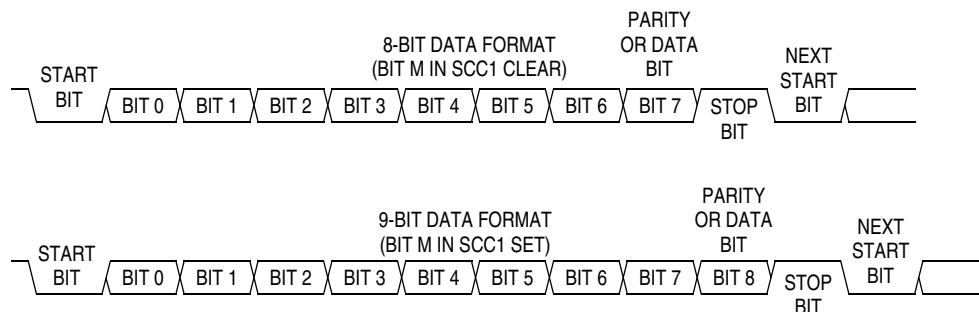 8-BIT DATA FORMAT
(BIT M IN SCC1 CLEAR)
PARITY
OR DATA
BIT
START
BIT
BIT 0
BIT 1
BIT 2
BIT 3
BIT 4
BIT 5
BIT 6
BIT 7
STOP
BIT
NEXT
START
BIT
9-BIT DATA FORMAT
(BIT M IN SCC1 SET)
PARITY
OR DATA
BIT
START
BIT
BIT 0
BIT 1
BIT 2
BIT 3
BIT 4
BIT 5
BIT 6
BIT 7
BIT 8
STOP
BIT
NEXT
START
BIT